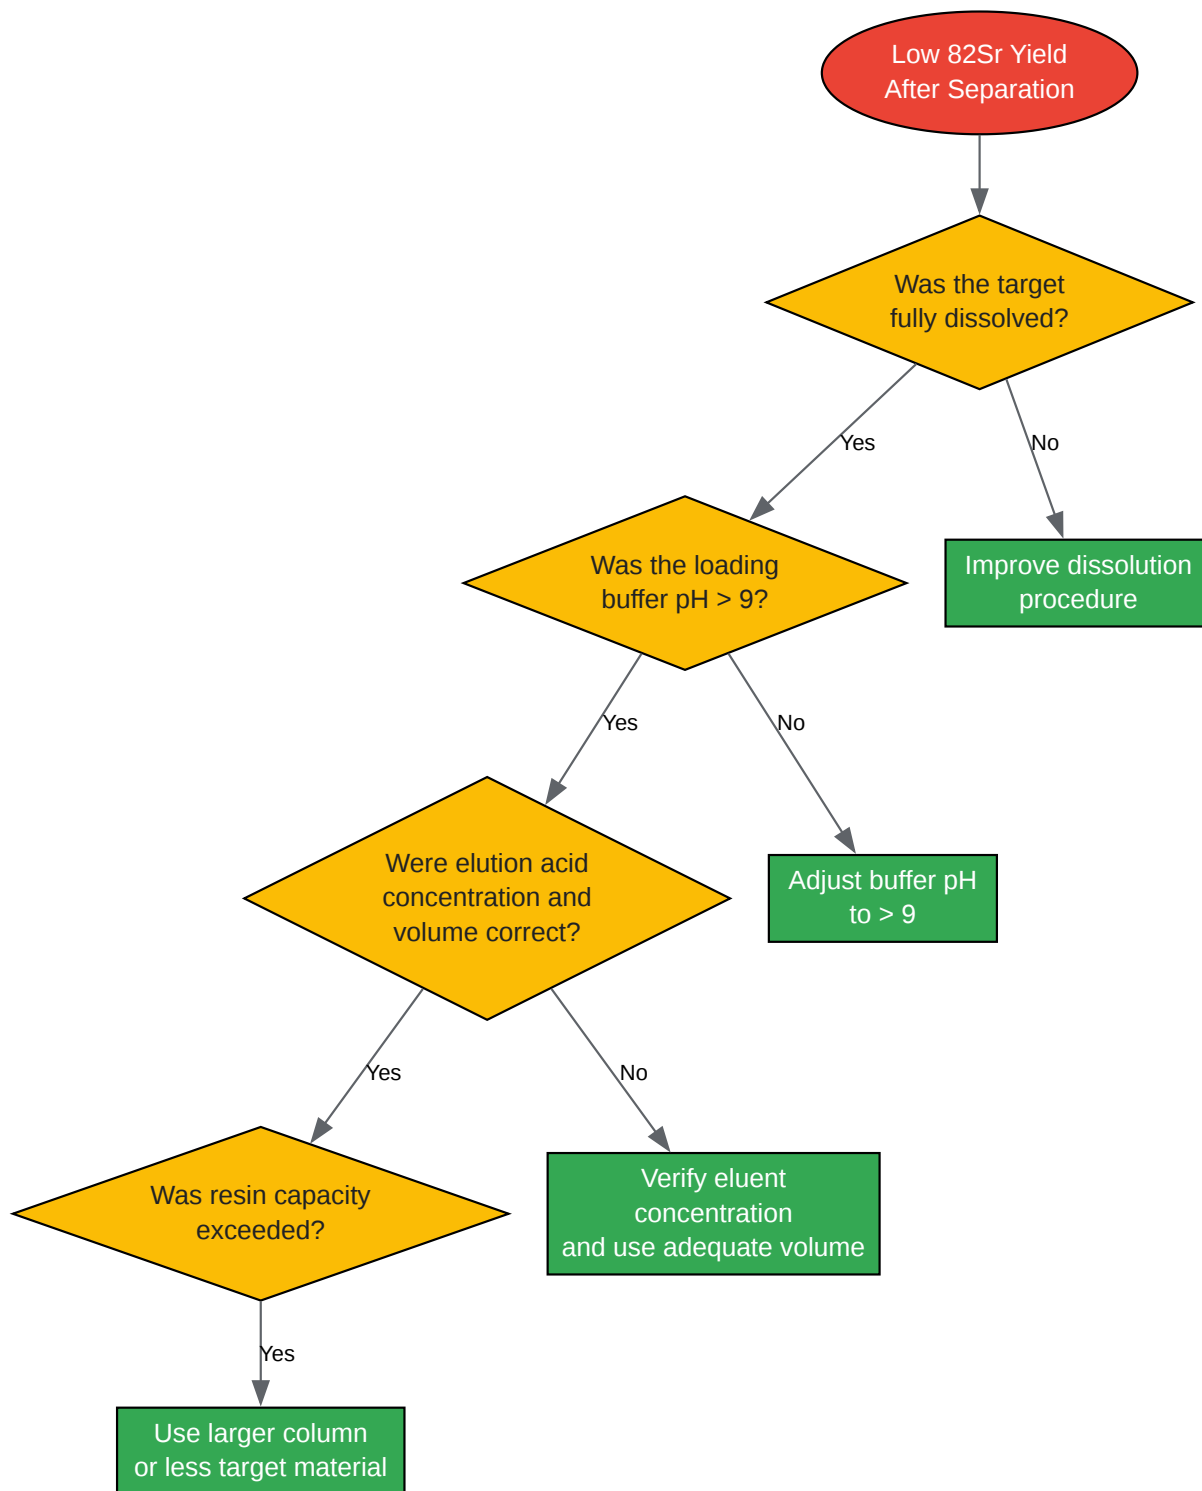 Low 82Sr Yield
After Separation
Was the target
fully dissolved?
Yes
No
Was the loading
buffer pH > 9?
Improve dissolution
procedure
Yes
No
Were elution acid
concentration and
volume correct?
Adjust buffer pH
to > 9
Yes
No
Was resin capacity
exceeded?
Verify eluent
concentration
and use adequate volume
Yes
Use larger column
or less target material